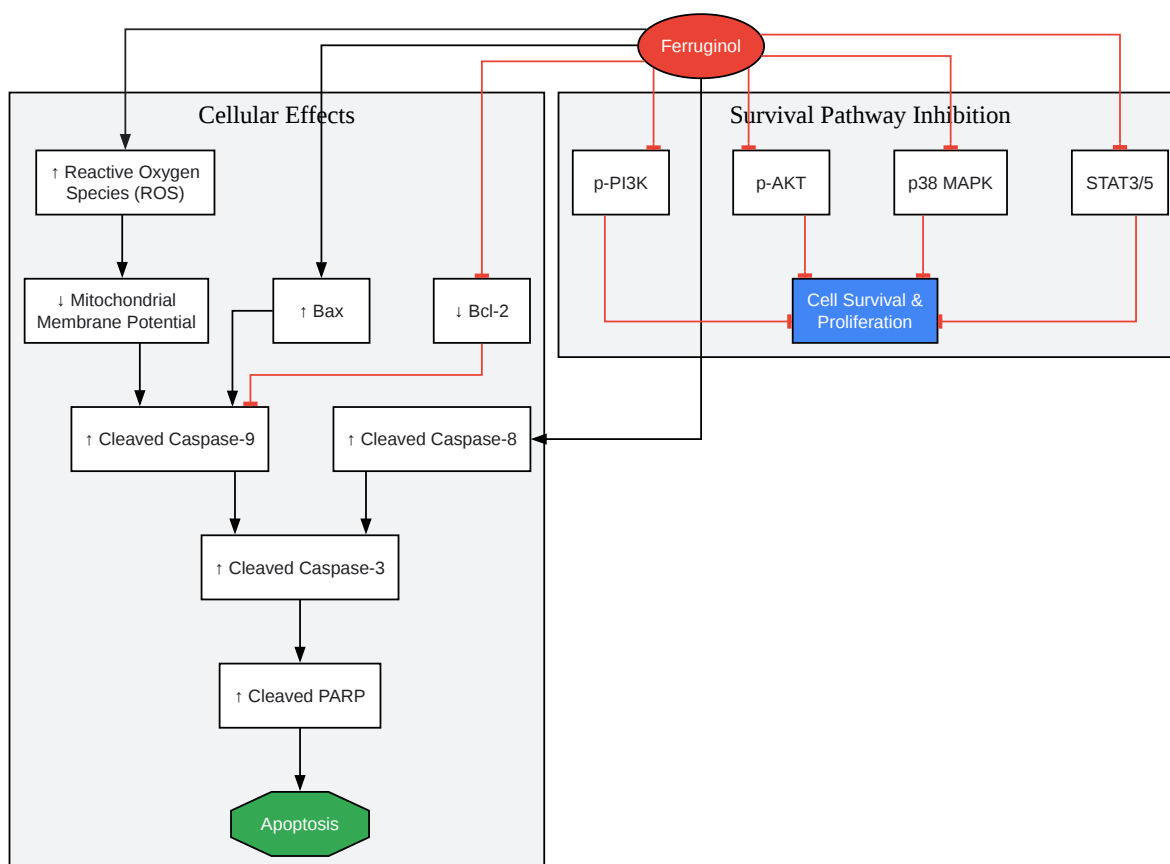 Ferruginol
Cellular Effects
Survival Pathway Inhibition
↑ Reactive Oxygen
Species (ROS)
p-PI3K
p-AKT
p38 MAPK
STAT3/5
↓ Mitochondrial
Membrane Potential
↑ Bax
↓ Bcl-2
Cell Survival &
Proliferation
↑ Cleaved Caspase-9
↑ Cleaved Caspase-8
↑ Cleaved Caspase-3
↑ Cleaved PARP
Apoptosis